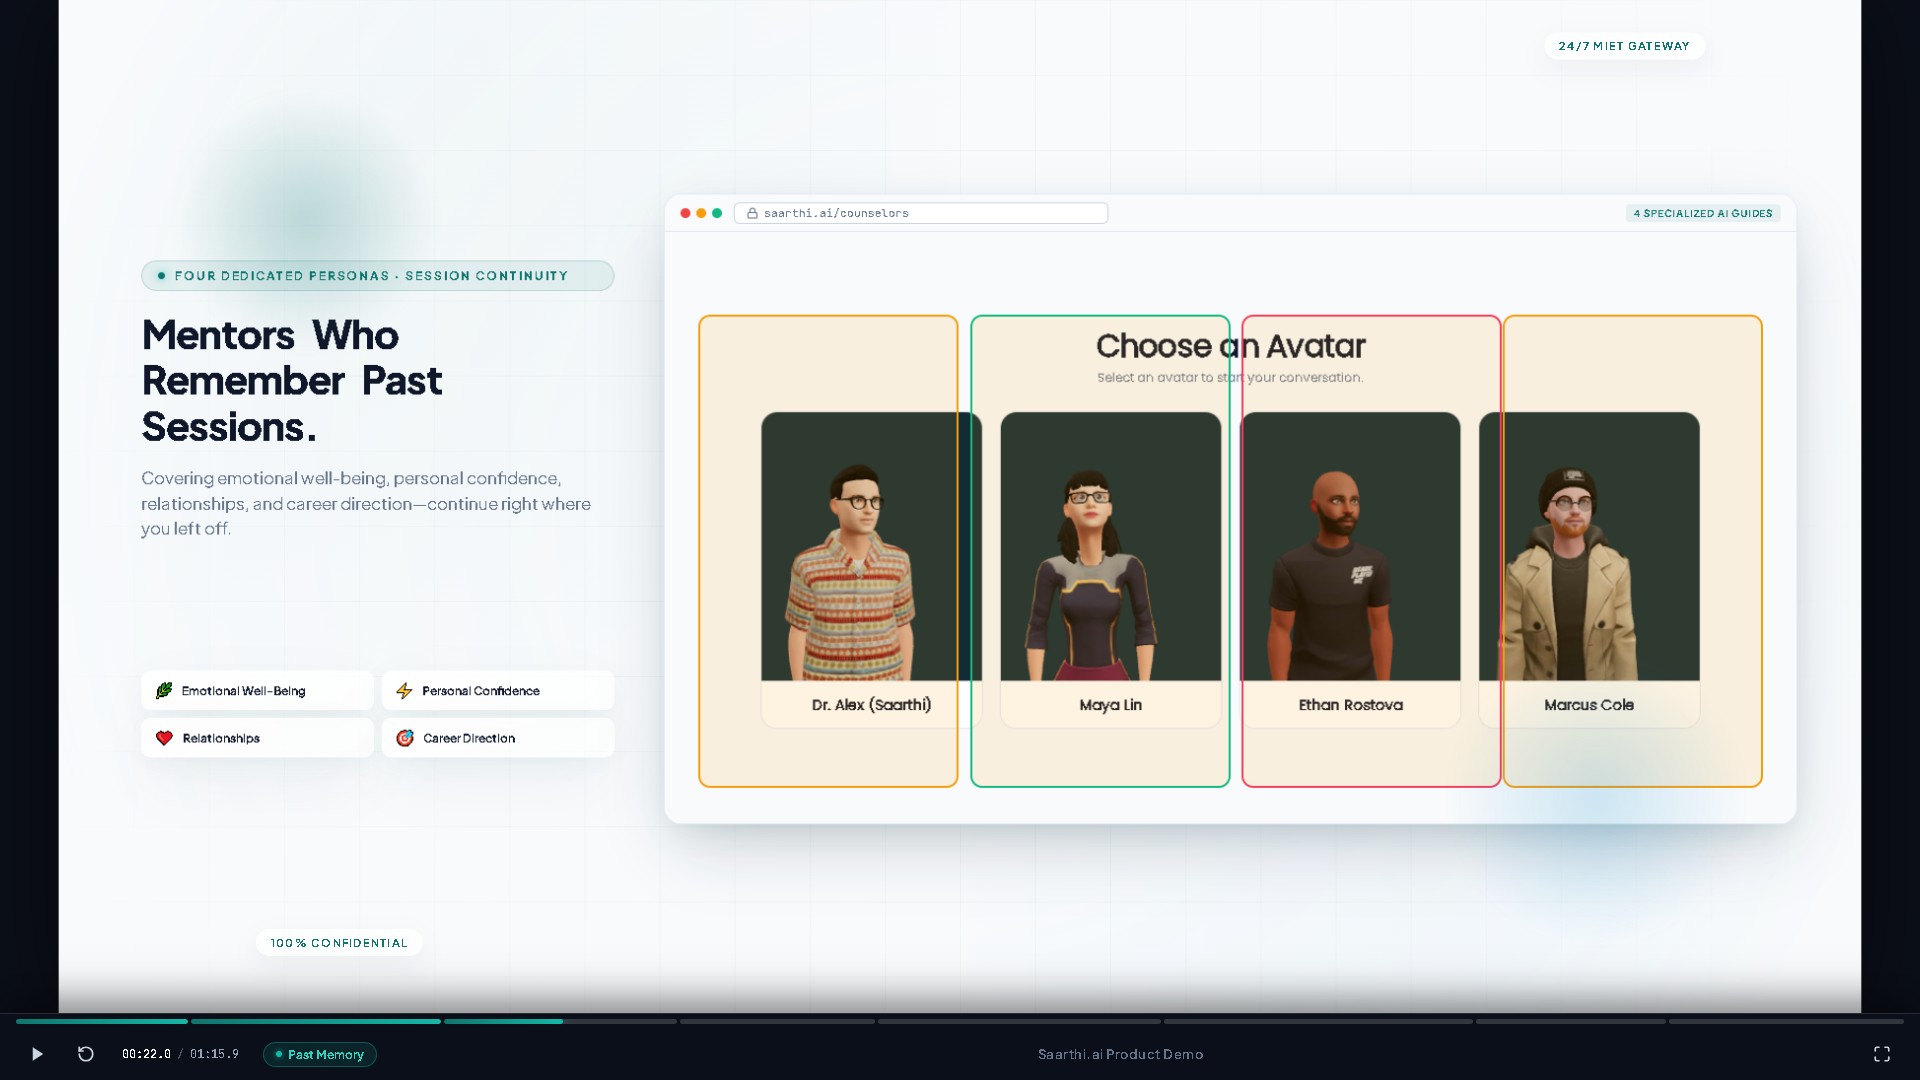 24/7 MIET GATEWAY
saarthi.ai/counselors
4 SPECIALIZED AI GUIDES
FOUR DEDICATED PERSONAS · SESSION CONTINUITY
Mentors Who
Remember Past
Sessions.
Covering emotional well-being, personal confidence,
relationships, and career direction—continue right where
you left off.
Emotional Well-Being
Personal Confidence
Relationships
Career Direction
Choose an Avatar
Select an avatar to start your conversation.
Dr. Alex (Saarthi)
Maya Lin
Ethan Rostova
Marcus Cole
100% CONFIDENTIAL
00:22.0 / 01:15.9
Past Memory
Saarthi.ai Product Demo